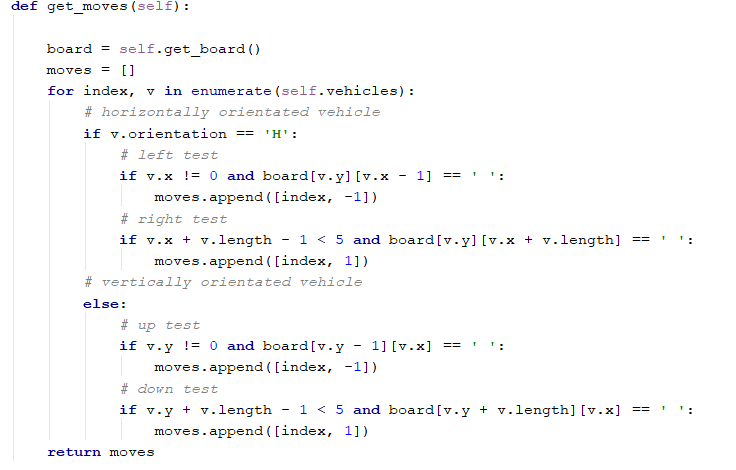 def get_moves(self):
    board = self.get_board()
    moves = []
    for index, v in enumerate(self.vehicles):
        # horizontally orientated vehicle
        if v.orientation == 'H':
            # left test
            if v.x != 0 and board[v.y][v.x - 1] == ' ':
                moves.append([index, -1])
            # right test
            if v.x + v.length - 1 < 5 and board[v.y][v.x + v.length] == ' ':
                moves.append([index, 1])
        # vertically orientated vehicle
        else:
            # up test
            if v.y != 0 and board[v.y - 1][v.x] == ' ':
                moves.append([index, -1])
            # down test
            if v.y + v.length - 1 < 5 and board[v.y + v.length][v.x] == ' ':
                moves.append([index, 1])
    return moves